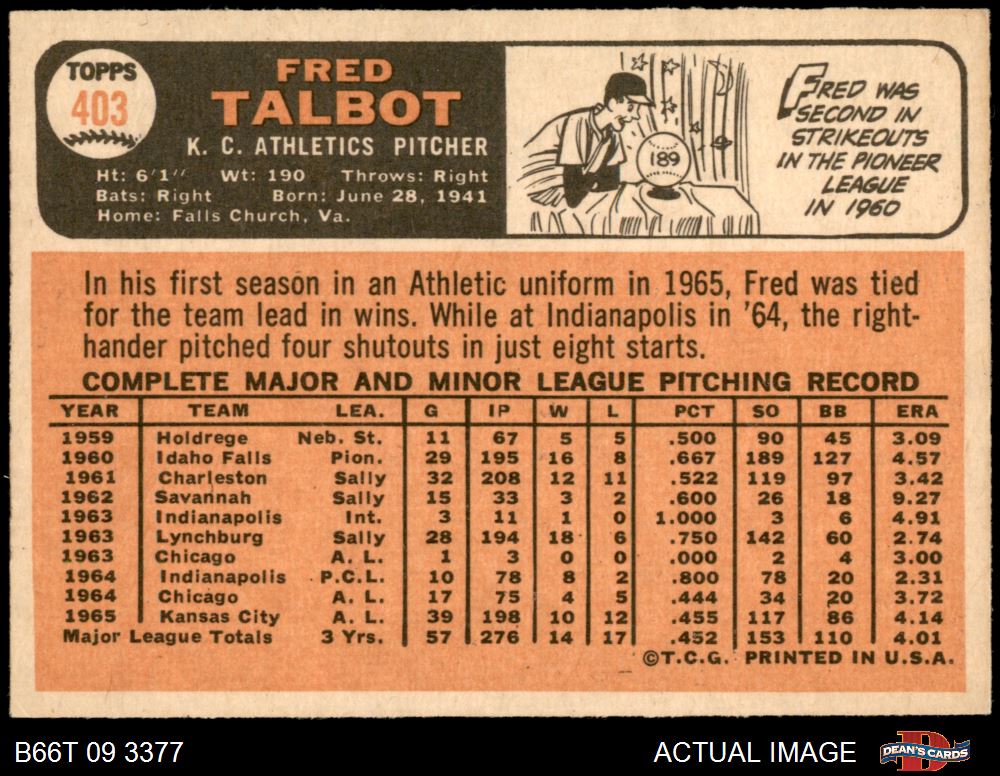 TOPPS
403
FRED
TALBOT
K. C. ATHLETICS PITCHER
Ht: 6'1" Wt: 190 Throws: Right
Bats: Right Born: June 28, 1941
Home: Falls Church, Va.
189
FRED WAS
SECOND IN
STRIKEOUTS
IN THE PIONEER
LEAGUE
IN 1960
In his first season in an Athletic uniform in 1965, Fred was tied
for the team lead in wins. While at Indianapolis in '64, the right-
hander pitched four shutouts in just eight starts.
COMPLETE MAJOR AND MINOR LEAGUE PITCHING RECORD
YEAR TEAM LEA. G IP W L PCT SO BB ERA
1959 Holdrege Neb. St. 11 67 5 5 .500 90 45 3.09
1960 Idaho Falls Pion. 29 195 16 8 .667 189 127 4.57
1961 Charleston Sally 32 208 12 11 .522 119 97 3.42
1962 Savannah Sally 15 33 3 2 .600 26 18 9.27
1963 Indianapolis Int. 3 11 1 0 1.000 3 6 4.91
1963 Lynchburg Sally 28 194 18 6 .750 142 60 2.74
1963 Chicago A. L. 1 3 0 0 .000 2 4 3.00
1964 Indianapolis P.C.L. 10 78 8 2 .800 78 20 2.31
1964 Chicago A. L. 17 75 4 5 .444 34 20 3.72
1965 Kansas City A. L. 39 198 10 12 .455 117 86 4.14
Major League Totals 3 Yrs. 57 276 14 17 .452 153 110 4.01
©T.C.G. PRINTED IN U.S.A.
B66T 09 3377
ACTUAL IMAGE
DEAN'S CARDS